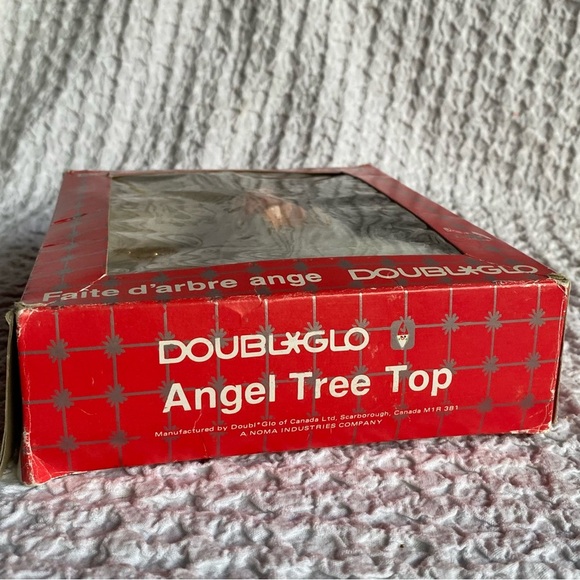 Faite d'arbre ange DOUBL*GLO
DOUBL*GLO
Angel Tree Top
Manufactured by Doubl*Glo of Canada Ltd, Scarborough, Canada M1R 3B1
A NOMA INDUSTRIES COMPANY